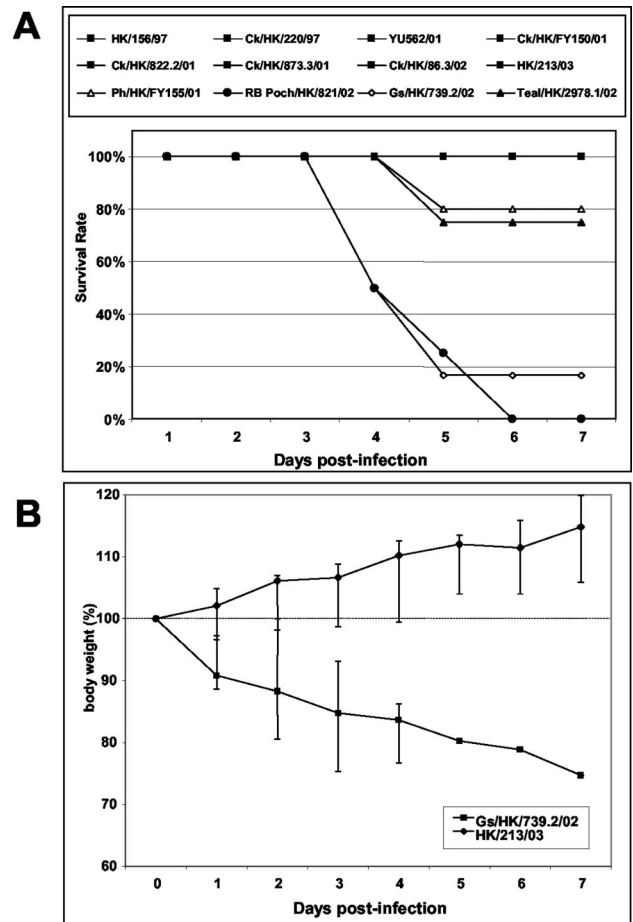 A
HK/156/97 Ck/HK/220/97 YU562/01 Ck/HK/FY150/01
Ck/HK/822.2/01 Ck/HK/873.3/01 Ck/HK/86.3/02 HK/213/03
Ph/HK/FY155/01 RB Poch/HK/821/02 Gs/HK/739.2/02 Teal/HK/2978.1/02
100%
80%
60%
40%
20%
0%
Survival Rate
1 2 3 4 5 6 7
Days post-infection
B
120
110
100
90
80
70
60
body weight (%)
Gs/HK/739.2/02
HK/213/03
0 1 2 3 4 5 6 7
Days post-infection